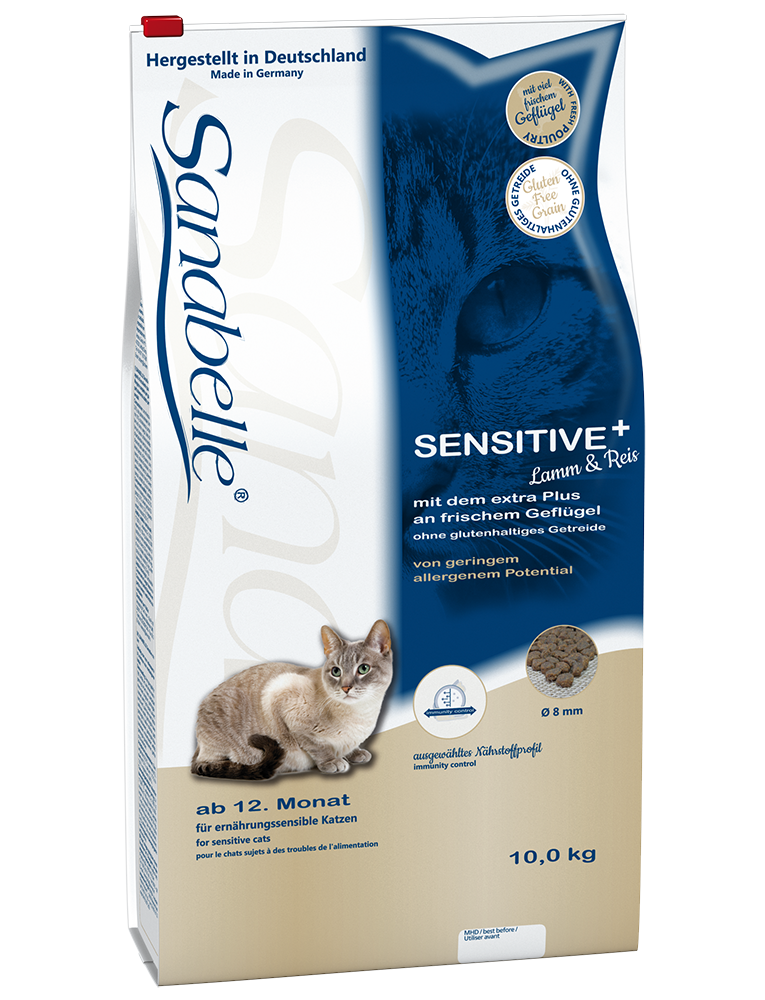 Hergestellt in Deutschland
Made in Germany
Sanabelle®
mit viel
frischem
Geflügel
WITH FRESH POULTRY
OHNE GLUTENHALTIGES GETREIDE
Gluten
Free
Grain
SENSITIVE+
Lamm & Reis
mit dem extra Plus
an frischem Geflügel
ohne glutenhaltiges Getreide
von geringem
allergenem Potential
immunity control
Ø 8 mm
ausgewähltes Nährstoffprofil
immunity control
ab 12. Monat
für ernährungssensible Katzen
for sensitive cats
pour le chats sujets à des troubles de l'alimentation
10,0 kg
MHD / best before /
Utiliser avant